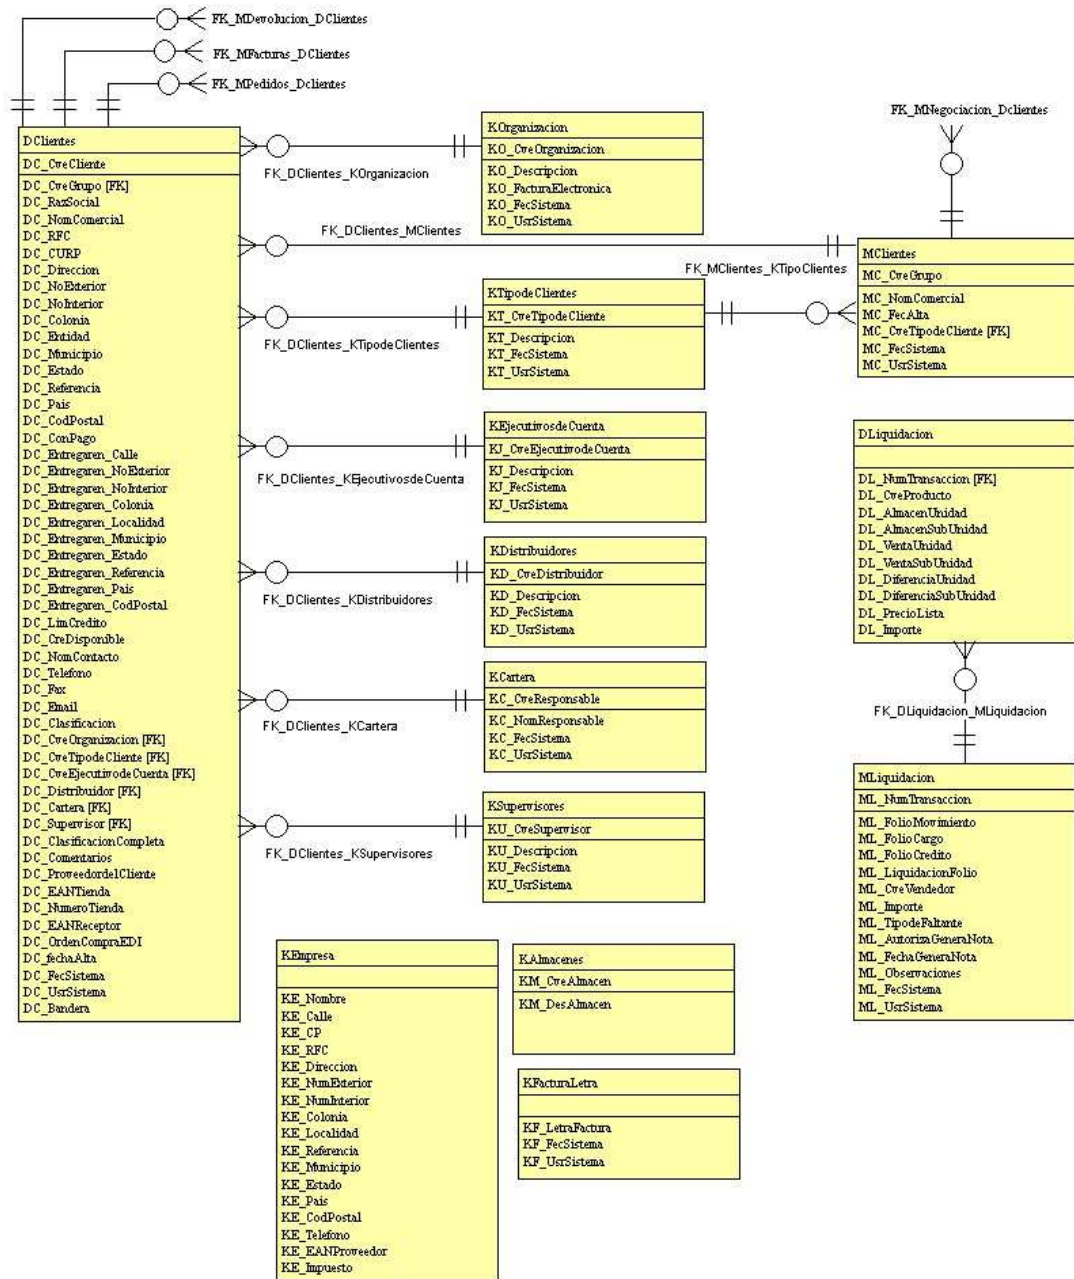 FK_MDevolucion_DClientes
FK_MFacturas_DClientes
FK_MPedidos_Dclientes
DClientes
DC_CveCliente
DC_CveGrupo [FK]
DC_RazSocial
DC_NomComercial
DC_RFC
DC_CURP
DC_Direccion
DC_NoExterior
DC_NoInterior
DC_Colonia
DC_Entidad
DC_Municipio
DC_Estado
DC_Referencia
DC_Pais
DC_CodPostal
DC_ConPago
DC_Entregaren_Calle
DC_Entregaren_NoExterior
DC_Entregaren_NoInterior
DC_Entregaren_Colonia
DC_Entregaren_Localidad
DC_Entregaren_Municipio
DC_Entregaren_Estado
DC_Entregaren_Referencia
DC_Entregaren_Pais
DC_Entregaren_CodPostal
DC_LimCredito
DC_CreDisponible
DC_NomContacto
DC_Telefono
DC_Fax
DC_Email
DC_Clasificacion
DC_CveOrganizacion [FK]
DC_CveTipodeCliente [FK]
DC_CveEjecutivodeCuenta [FK]
DC_Distribuidor [FK]
DC_Cartera [FK]
DC_Supervisor [FK]
DC_ClasificacionCompleta
DC_Comentarios
DC_ProveedordelCliente
DC_EANTienda
DC_NumeroTienda
DC_EANReceptor
DC_OrdenCompraEDI
DC_fechaAlta
DC_FecSistema
DC_UsrSistema
DC_Bandera
FK_DClientes_KOrganizacion
FK_DClientes_MClientes
FK_DClientes_KTipodeClientes
FK_DClientes_KEjecutivosdeCuenta
FK_DClientes_KDistribuidores
FK_DClientes_KCartera
FK_DClientes_KSupervisores
KOrganizacion
KO_CveOrganizacion
KO_Descripcion
KO_FacturaElectronica
KO_FecSistema
KO_UsrSistema
KTipodeClientes
KT_CveTipodeCliente
KT_Descripcion
KT_FecSistema
KT_UsrSistema
KEjecutivosdeCuenta
KJ_CveEjecutivodeCuenta
KJ_Descripcion
KJ_FecSistema
KJ_UsrSistema
KDistribuidores
KD_CveDistribuidor
KD_Descripcion
KD_FecSistema
KD_UsrSistema
KCartera
KC_CveResponsable
KC_NomResponsable
KC_FecSistema
KC_UsrSistema
KSupervisores
KU_CveSupervisor
KU_Descripcion
KU_FecSistema
KU_UsrSistema
FK_MNegociacion_Dclientes
FK_MClientes_KTipoClientes
MClientes
MC_CveGrupo
MC_NomComercial
MC_FecAlta
MC_CveTipodeCliente [FK]
MC_FecSistema
MC_UsrSistema
DLiquidacion
DL_NumTransaccion [FK]
DL_CveProducto
DL_AlmacenUnidad
DL_AlmacenSubUnidad
DL_VentaUnidad
DL_VentaSubUnidad
DL_DiferenciaUnidad
DL_DiferenciaSubUnidad
DL_PrecioLista
DL_Importe
FK_DLiquidacion_MLiquidacion
MLiquidacion
ML_NumTransaccion
ML_FolioMovimiento
ML_FolioCargo
ML_FolioCredito
ML_LiquidacionFolio
ML_CveVendedor
ML_Importe
ML_TipodeFaltante
ML_AutorizaGeneraNota
ML_FechaGeneraNota
ML_Observaciones
ML_FecSistema
ML_UsrSistema
KEmpresa
KE_Nombre
KE_Calle
KE_CP
KE_RFC
KE_Direccion
KE_NumExterior
KE_NumInterior
KE_Colonia
KE_Localidad
KE_Referencia
KE_Municipio
KE_Estado
KE_Pais
KE_CodPostal
KE_Telefono
KE_EANProveedor
KE_Impuesto
KAlmacenes
KM_CveAlmacen
KM_DesAlmacen
KFacturaLetra
KF_LetraFactura
KF_FecSistema
KF_UsrSistema